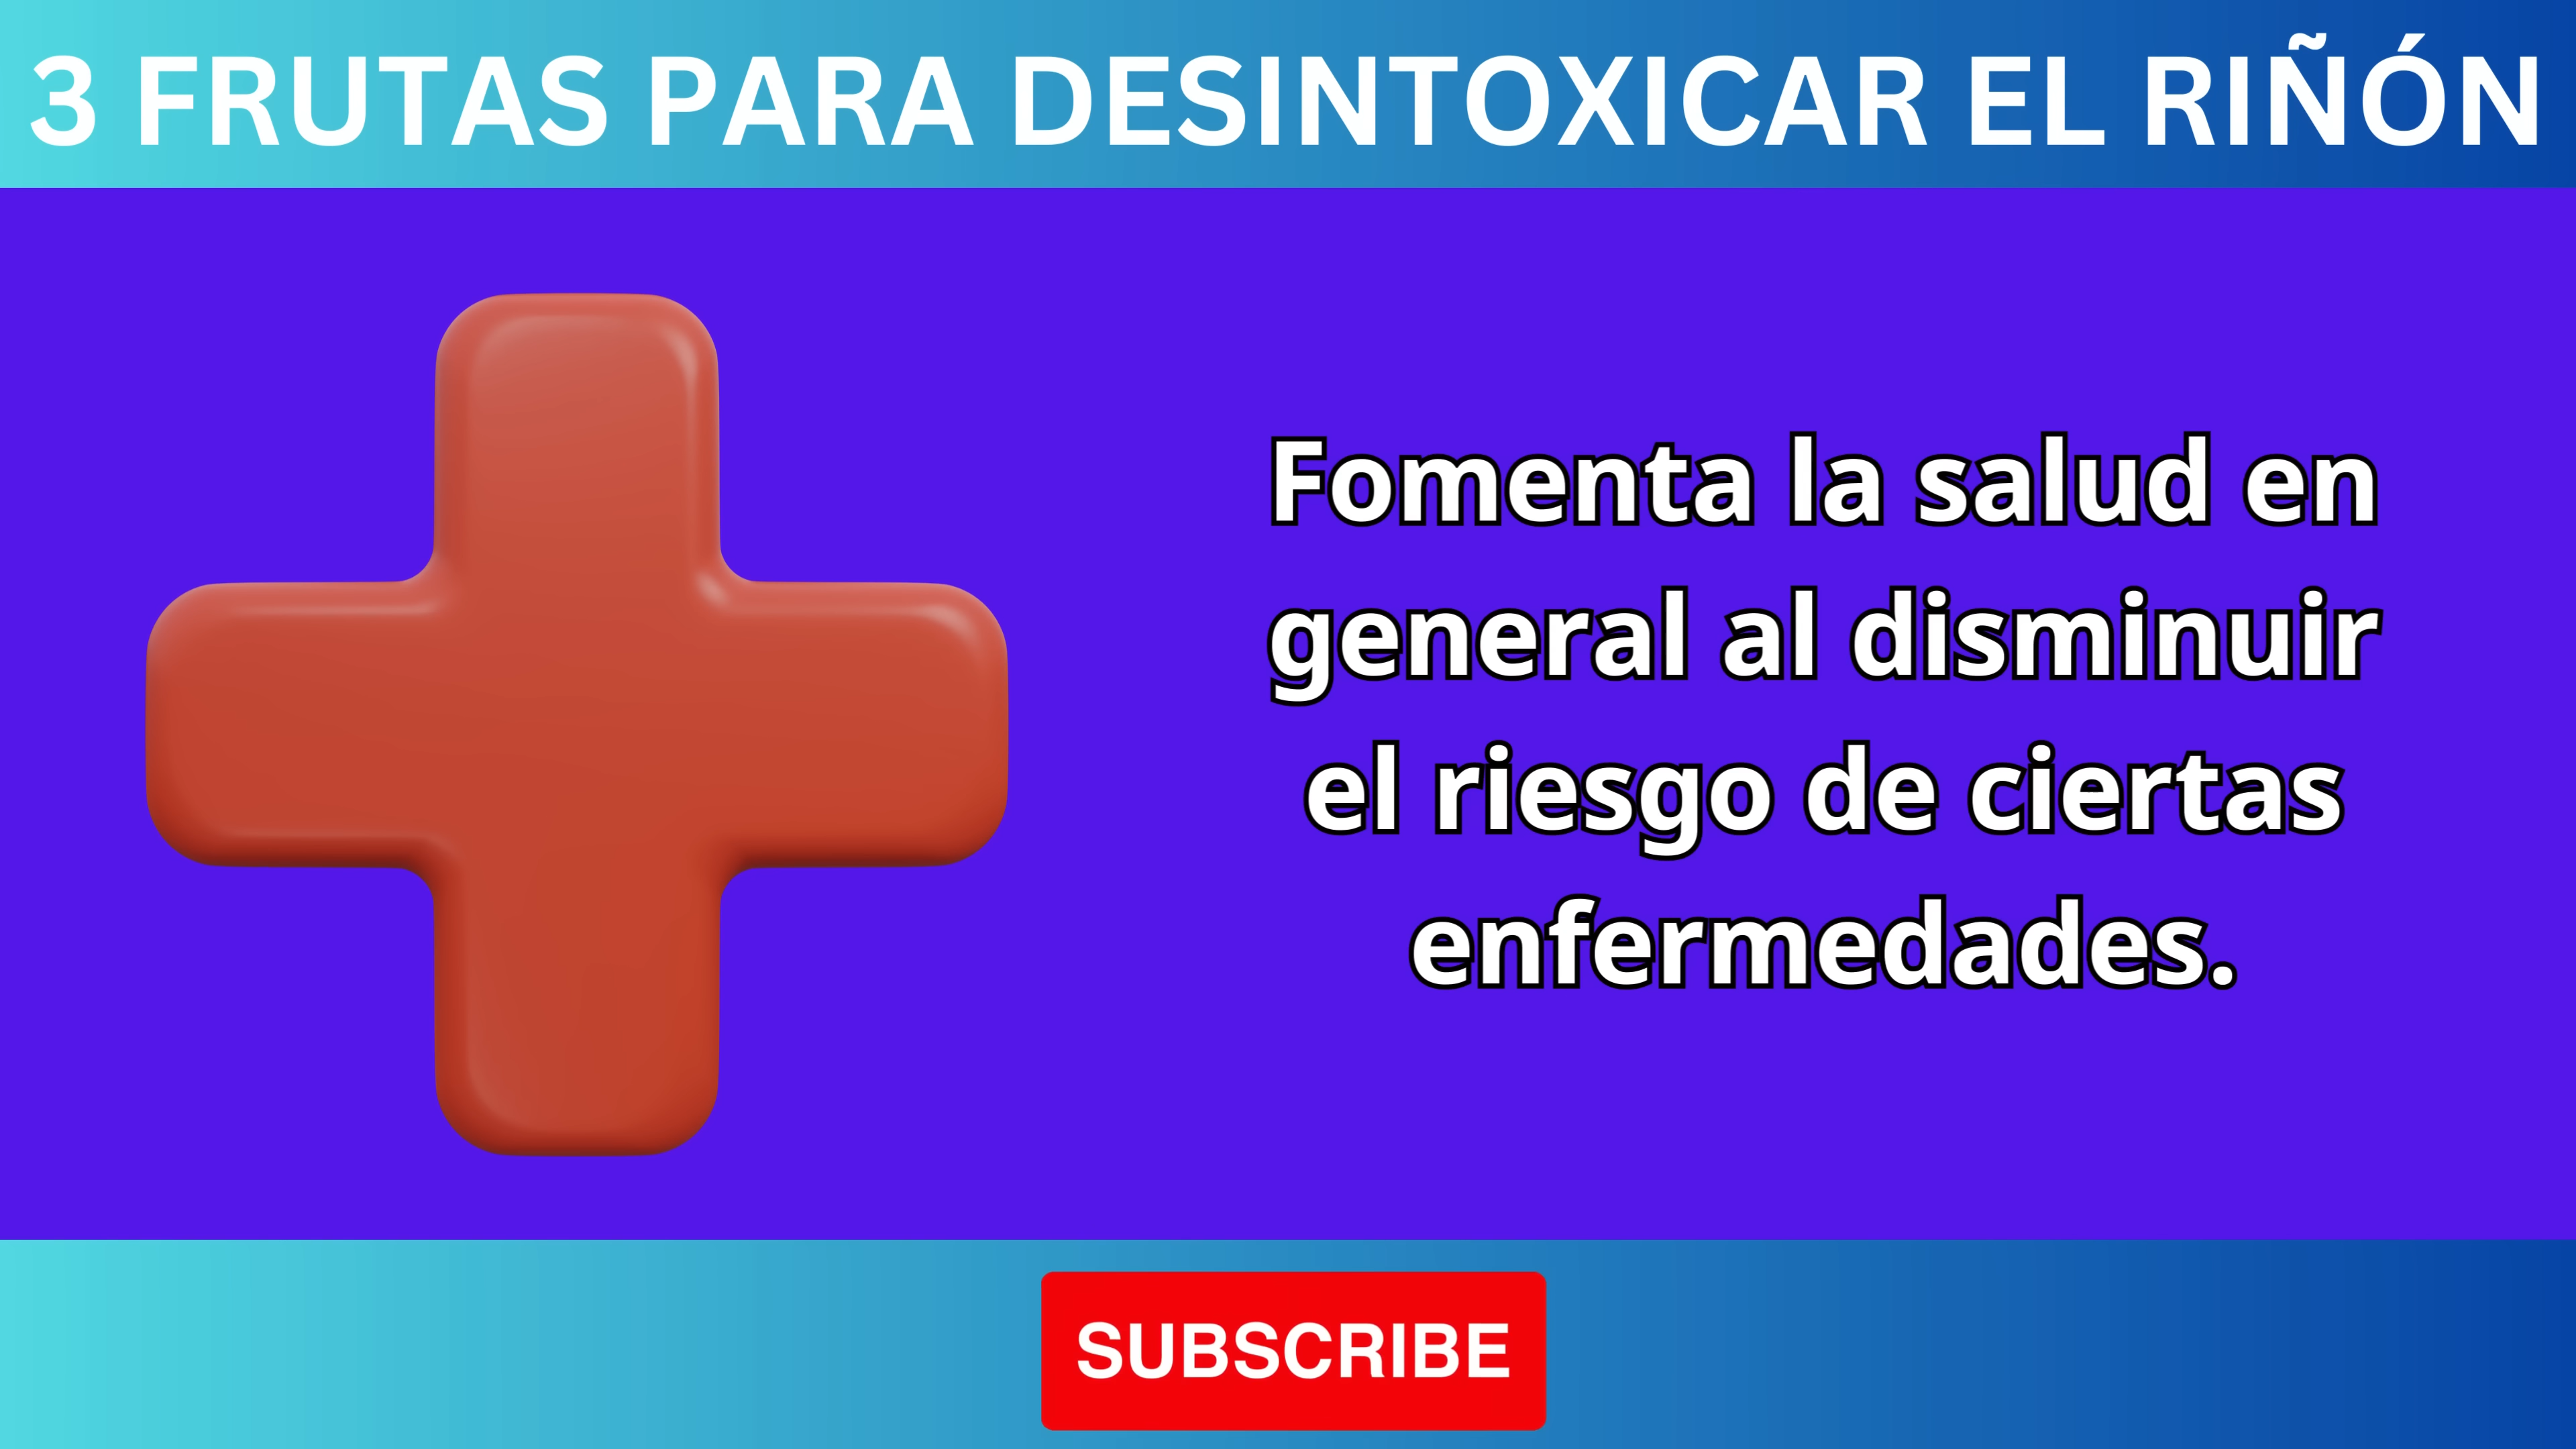 3 FRUTAS PARA DESINTOXICAR EL RIÑÓN
Fomenta la salud en
general al disminuir
el riesgo de ciertas
enfermedades.
SUBSCRIBE